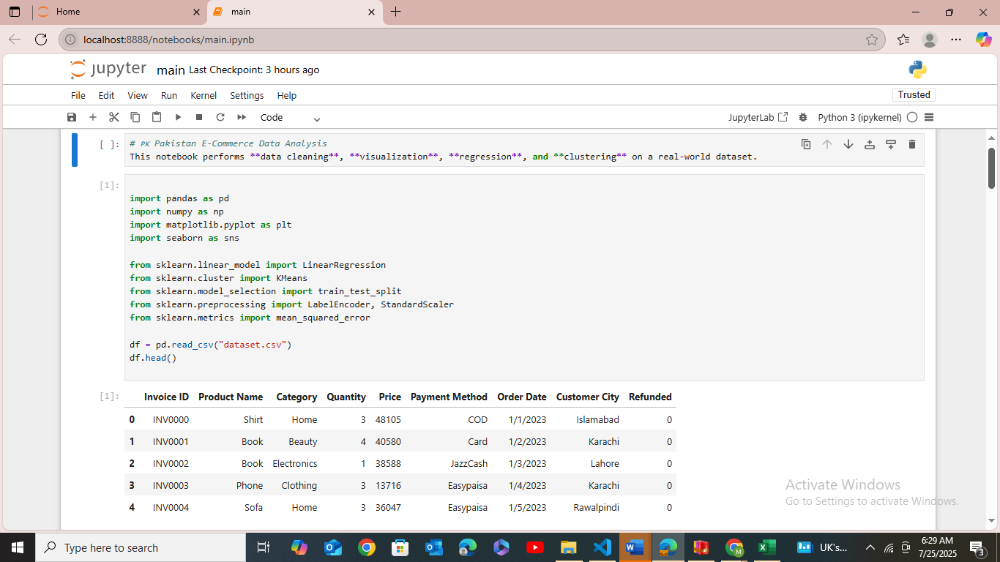 Home
main
localhost:8888/notebooks/main.ipynb
jupyter main Last Checkpoint: 3 hours ago
File Edit View Run Kernel Settings Help
Trusted
Code
JupyterLab Python 3 (ipykernel)
[ ]: # PK Pakistan E-Commerce Data Analysis
This notebook performs **data cleaning**, **visualization**, **regression**, and **clustering** on a real-world dataset.
[1]:
import pandas as pd
import numpy as np
import matplotlib.pyplot as plt
import seaborn as sns
from sklearn.linear_model import LinearRegression
from sklearn.cluster import KMeans
from sklearn.model_selection import train_test_split
from sklearn.preprocessing import LabelEncoder, StandardScaler
from sklearn.metrics import mean_squared_error
df = pd.read_csv("dataset.csv")
df.head()
[1]: Invoice ID Product Name Category Quantity Price Payment Method Order Date Customer City Refunded
0 INV0000 Shirt Home 3 48105 COD 1/1/2023 Islamabad 0
1 INV0001 Book Beauty 4 40580 Card 1/2/2023 Karachi 0
2 INV0002 Book Electronics 1 38588 JazzCash 1/3/2023 Lahore 0
3 INV0003 Phone Clothing 3 13716 Easypaisa 1/4/2023 Karachi 0
4 INV0004 Sofa Home 3 36047 Easypaisa 1/5/2023 Rawalpindi 0
Activate Windows
Go to Settings to activate Windows.
Type here to search
UK's...
6:29 AM
7/25/2025
3